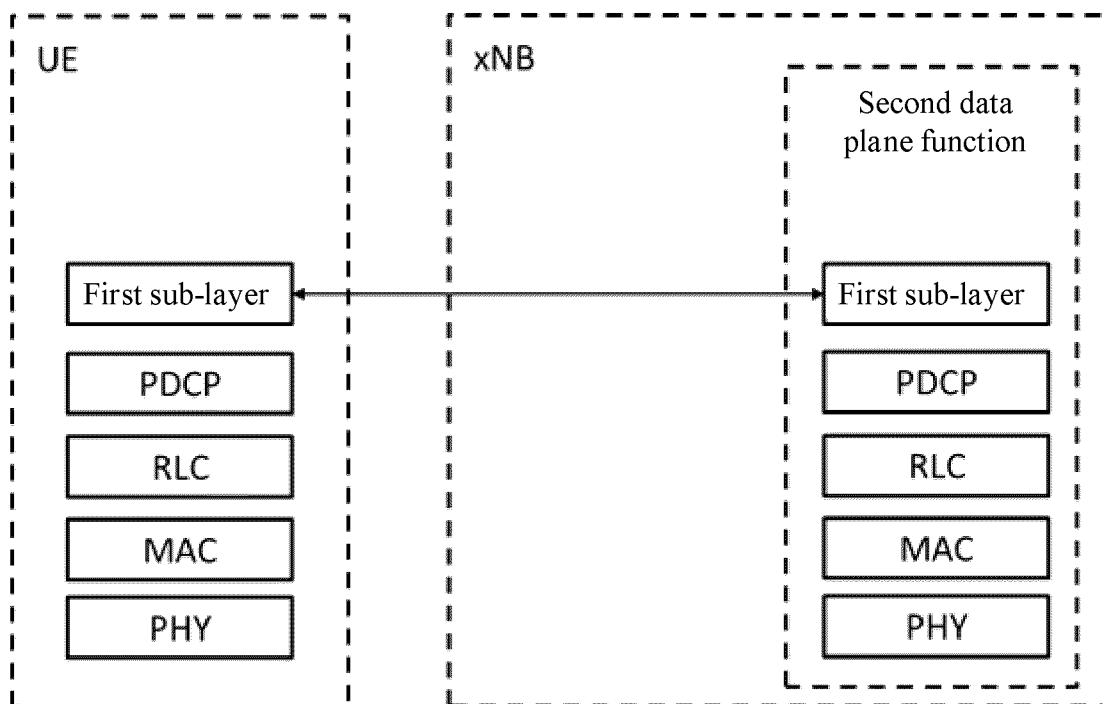 UE
xNB
Second data
plane function
First sub-layer
First sub-layer
PDCP
PDCP
RLC
RLC
MAC
MAC
PHY
PHY